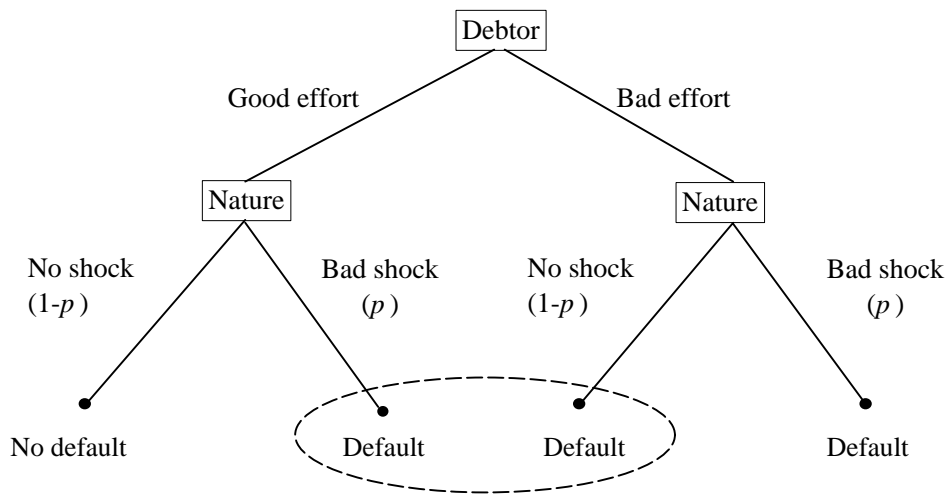 Debtor
Good effort
Bad effort
Nature
Nature
No shock
(1-p )
Bad shock
(p )
No shock
(1-p )
Bad shock
(p )
No default
Default
Default
Default